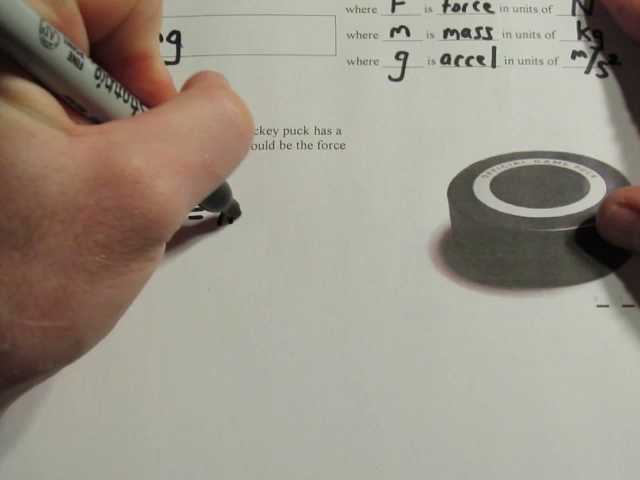 where F is force in units of N
where m is mass in units of kg
g
where g is accel in units of m/s²
ckey puck has a
ould be the force
=
OFFICIAL GAME PUCK
FINE